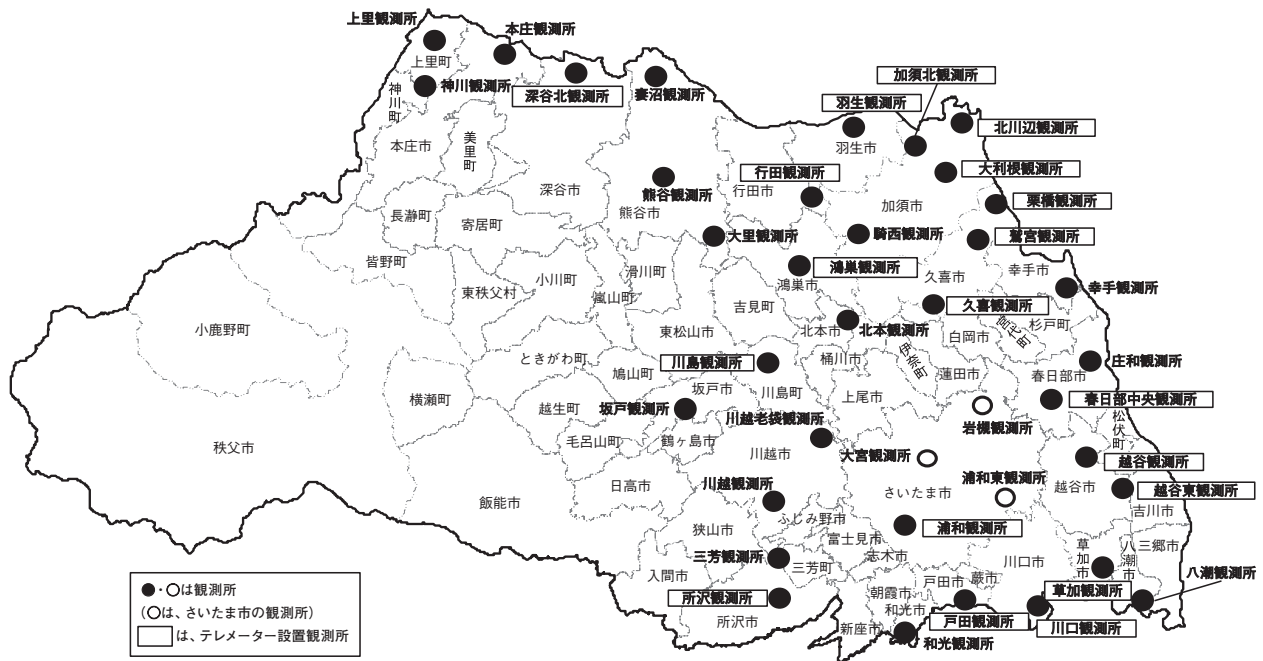 上里観測所
本庄観測所
上里町
神川観測所
神川町
深谷北観測所
妻沼観測所
加須北観測所
羽生観測所
羽生市
北川辺観測所
大利根観測所
本庄市
美里町
深谷市
熊谷観測所
熊谷市
行田観測所
行田市
加須市
栗橋観測所
長瀞町
寄居町
大里観測所
騎西観測所
鷲宮観測所
皆野町
東秩父村
小川町
嵐山町
滑川町
吉見町
鴻巣観測所
鴻巣市
久喜市
幸手市
幸手観測所
小鹿野町
東松山市
北本市
北本観測所
久喜観測所
白岡市
宮代町
杉戸町
ときがわ町
鳩山町
川島観測所
川島町
桶川市
伊奈町
蓮田市
春日部市
庄和観測所
横瀬町
越生町
坂戸市
坂戸観測所
上尾市
岩槻観測所
春日部中央観測所
松伏町
秩父市
毛呂山町
鶴ヶ島市
川越老袋観測所
川越市
大宮観測所
越谷観測所
日高市
飯能市
川越観測所
さいたま市
浦和東観測所
越谷市
越谷東観測所
吉川市
狭山市
ふじみ野市
富士見市
浦和観測所
三芳観測所
三芳町
志木市
川口市
草加市
八潮市
三郷市
入間市
所沢観測所
所沢市
朝霞市
和光市
新座市
戸田市
蕨市
草加観測所
八潮観測所
戸田観測所
川口観測所
和光観測所
●・○は観測所
(○は、さいたま市の観測所)
は、テレメーター設置観測所